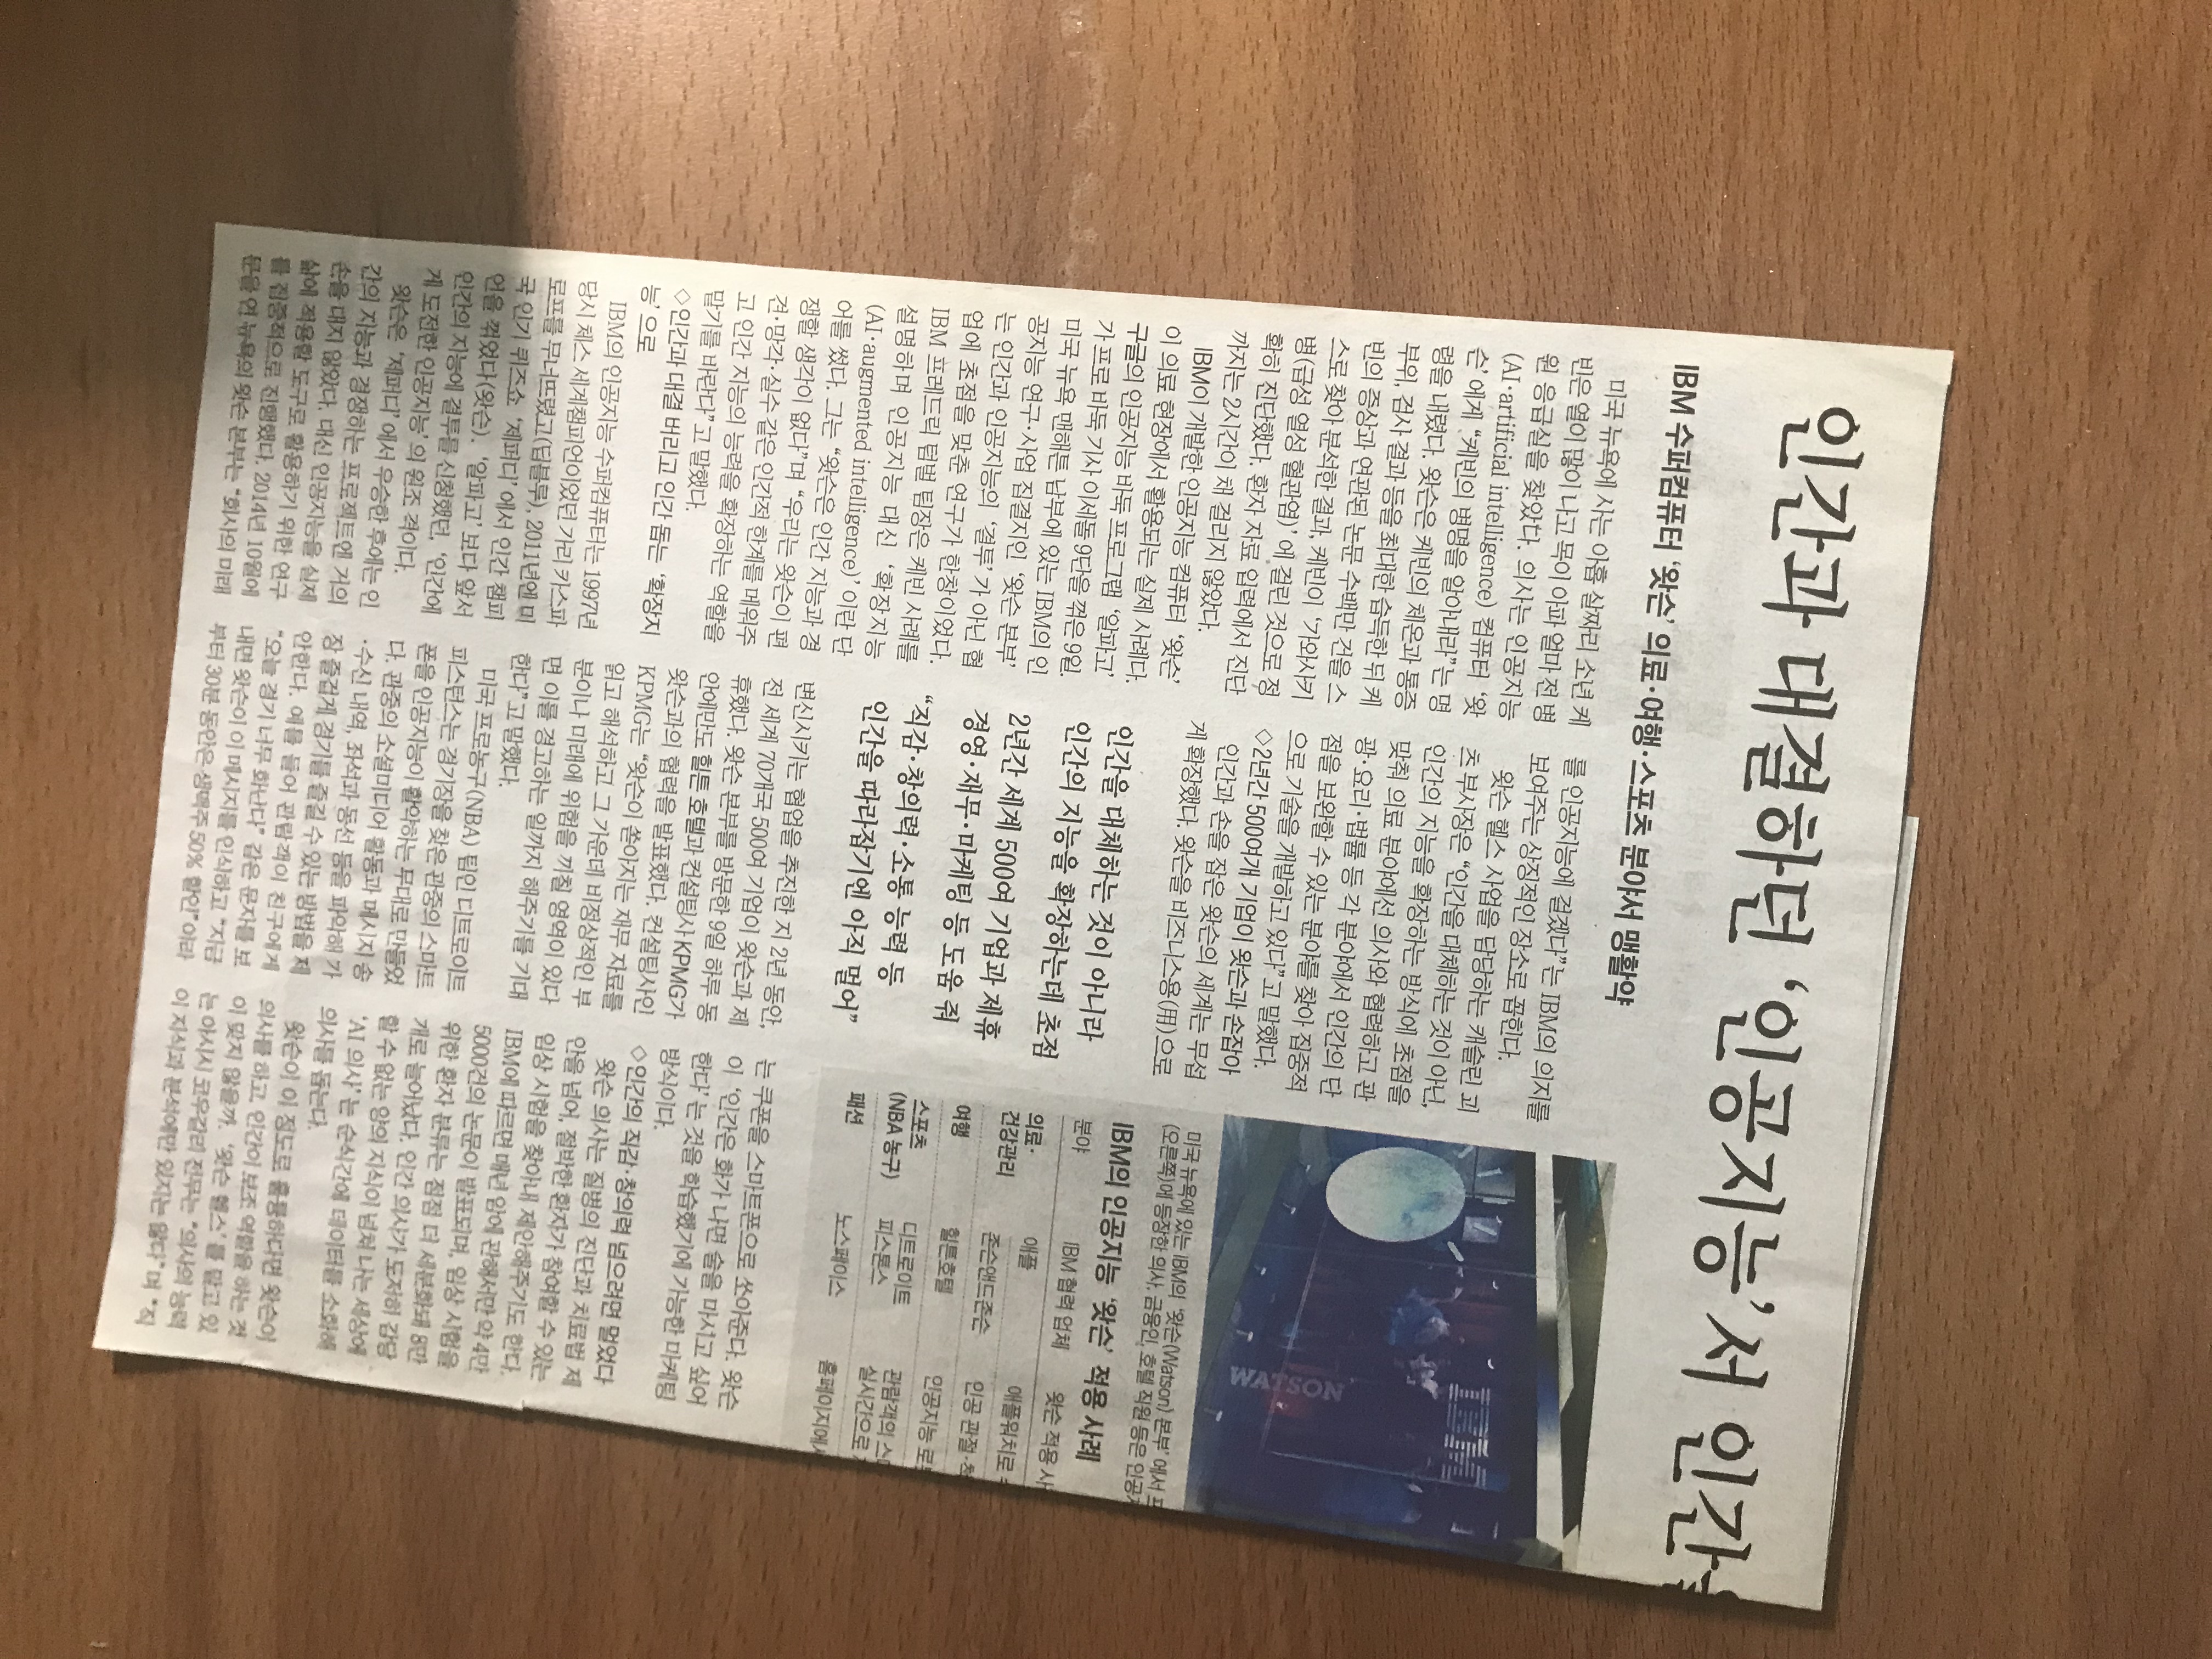 인간과 대결하던 ‘인공지능’서 인간을
IBM 수퍼컴퓨터 ‘왓슨’ 의료·여행·스포츠 분야서 맹활약
미국 뉴욕에 사는 아홉 살짜리 소년 케
빈은 열이 많이 나고 목이 아파 얼마 전 병
원 응급실을 찾았다. 의사는 인공지능
(AI·artificial intelligence) 컴퓨터 ‘왓
슨’에게 “케빈의 병명을 알아내라”는 명
령을 내렸다. 왓슨은 케빈의 체온과 통증
부위, 검사 결과 등을 최대한 습득한 뒤 케
빈의 증상과 연관된 논문 수백만 건을 스
스로 찾아 분석한 결과, 케빈이 ‘가와사키
병(급성 열성 혈관염)’에 걸린 것으로 정
확히 진단했다. 환자 자료 입력에서 진단
까지는 2시간이 채 걸리지 않았다.
IBM이 개발한 인공지능 컴퓨터 ‘왓슨’
이 의료 현장에서 활용되는 실제 사례다.
구글의 인공지능 바둑 프로그램 ‘알파고’
가 프로 바둑 기사 이세돌 9단을 꺾은 9일.
미국 뉴욕 맨해튼 남부에 있는 IBM의 인
공지능 연구·사업 집결지인 ‘왓슨 본부’
는 인간과 인공지능의 ‘결투’가 아닌 협
업에 초점을 맞춘 연구가 한창이었다.
IBM 프레드릭 텀벌 팀장은 케빈 사례를
설명하며 인공지능 대신 ‘확장지능
(AI·augmented intelligence)’이란 단
어를 썼다. 그는 “왓슨은 인간 지능과 경
쟁할 생각이 없다”며 “우리는 왓슨이 편
견·망각·실수 같은 인간적 한계를 메워주
고 인간 지능의 능력을 확장하는 역할을
맡기를 바란다”고 말했다.
◇인간과 대결 버리고 인간 돕는 ‘확장지
능’으로
IBM의 인공지능 수퍼컴퓨터는 1997년
당시 체스 세계챔피언이었던 가리 카스파
로프를 무너뜨렸고(딥블루), 2011년엔 미
국 인기 퀴즈쇼 ‘제퍼디’에서 인간 챔피
언을 꺾었다(왓슨). ‘알파고’보다 앞서
인간의 지능에 결투를 신청했던, ‘인간에
게 도전한 인공지능’의 원조 격이다.
왓슨은 ‘제퍼디’에서 우승한 후에는 인
간의 지능과 경쟁하는 프로젝트엔 거의
손을 대지 않았다. 대신 인공지능을 실제
삶에 적용할 도구로 활용하기 위한 연구
를 집중적으로 진행했다. 2014년 10월에
문을 연 뉴욕의 왓슨 본부는 “회사의 미래
를 인공지능에 걸겠다”는 IBM의 의지를
보여주는 상징적인 장소로 꼽힌다.
왓슨 헬스 사업을 담당하는 캐슬린 괴
츠 부사장은 “인간을 대체하는 것이 아닌,
인간의 지능을 확장하는 방식에 초점을
맞춰 의료 분야에선 의사와 협력하고 관
광·요리·법률 등 각 분야에서 인간의 단
점을 보완할 수 있는 분야를 찾아 집중적
으로 기술을 개발하고 있다”고 말했다.
◇2년간 500여개 기업이 왓슨과 손잡아
인간과 손을 잡은 왓슨의 세계는 무섭
게 확장했다. 왓슨을 비즈니스용(用)으로
인간을 대체하는 것이 아니라
인간의 지능을 확장하는데 초점
2년간 세계 500여 기업과 제휴
경영·재무·마케팅 등 도움 줘
“직감·창의력·소통 능력 등
인간을 따라잡기엔 아직 멀어”
변신시키는 협업을 추진한 지 2년 동안,
전 세계 70개국 500여 기업이 왓슨과 제
휴했다. 왓슨 본부를 방문한 9일 하루 동
안에만도 힐튼 호텔과 컨설팅사 KPMG가
왓슨과의 협력을 발표했다. 컨설팅사인
KPMG는 “왓슨이 쏟아지는 재무 자료를
읽고 해석하고 그 가운데 비정상적인 부
분이나 미래에 위험을 끼칠 영역이 있다
면 이를 경고하는 일까지 해주기를 기대
한다”고 말했다.
미국 프로농구(NBA) 팀인 디트로이트
피스턴스는 경기장을 찾은 관중의 스마트
폰을 인공지능이 활약하는 무대로 만들었
다. 관중의 소셜미디어 활동과 메시지 송
·수신 내역, 좌석과 동선 등을 파악해 가
장 즐겁게 경기를 즐길 수 있는 방법을 제
안한다. 예를 들어 관람객이 친구에게
“오늘 경기 너무 화난다” 같은 문자를 보
내면 왓슨이 이 메시지를 인식하고 “지금
부터 30분 동안은 생맥주 50% 할인”이라
IBM
WATSON
미국 뉴욕에 있는 IBM의 ‘왓슨(Watson) 본부’에서
(오른쪽)에 등장한 의사, 금융인, 호텔 직원 등은 인공
IBM의 인공지능 ‘왓슨’ 적용 사례
분야 IBM 협력 업체 왓슨 적용 사
의료· 애플 애플워치로
건강관리 존슨앤드존슨 인공 관절·척
여행 힐튼호텔 인공지능 로
스포츠 디트로이트 관람객의
(NBA 농구) 피스톤스 실시간으로
패션 노스페이스 홈페이지에서
는 쿠폰을 스마트폰으로 쏘아준다. 왓슨
이 ‘인간은 화가 나면 술을 마시고 싶어
한다’는 것을 학습했기에 가능한 마케팅
방식이다.
◇인간의 직감·창의력 넘으려면 멀었다
왓슨 의사는 질병의 진단과 치료법 제
안을 넘어, 절박한 환자가 참여할 수 있는
임상 시험을 찾아내 제안해주기도 한다.
IBM에 따르면 매년 암에 관해서만 약 4만
5000건의 논문이 발표되며, 임상 시험을
위한 환자 분류는 점점 더 세분화돼 8만
개로 늘어났다. 인간 의사가 도저히 감당
할 수 없는 양의 지식이 넘쳐 나는 세상에
‘AI 의사’는 순식간에 데이터를 소화해
의사를 돕는다.
왓슨이 이 정도로 훌륭하다면 왓슨이
의사를 하고, 인간이 보조 역할을 하는 것
이 맞지 않을까. ‘왓슨 헬스’를 맡고 있
는 아시시 코우갈리 전무는 “의사의 능력
이 지식과 분석에만 있지는 않다”며 “직